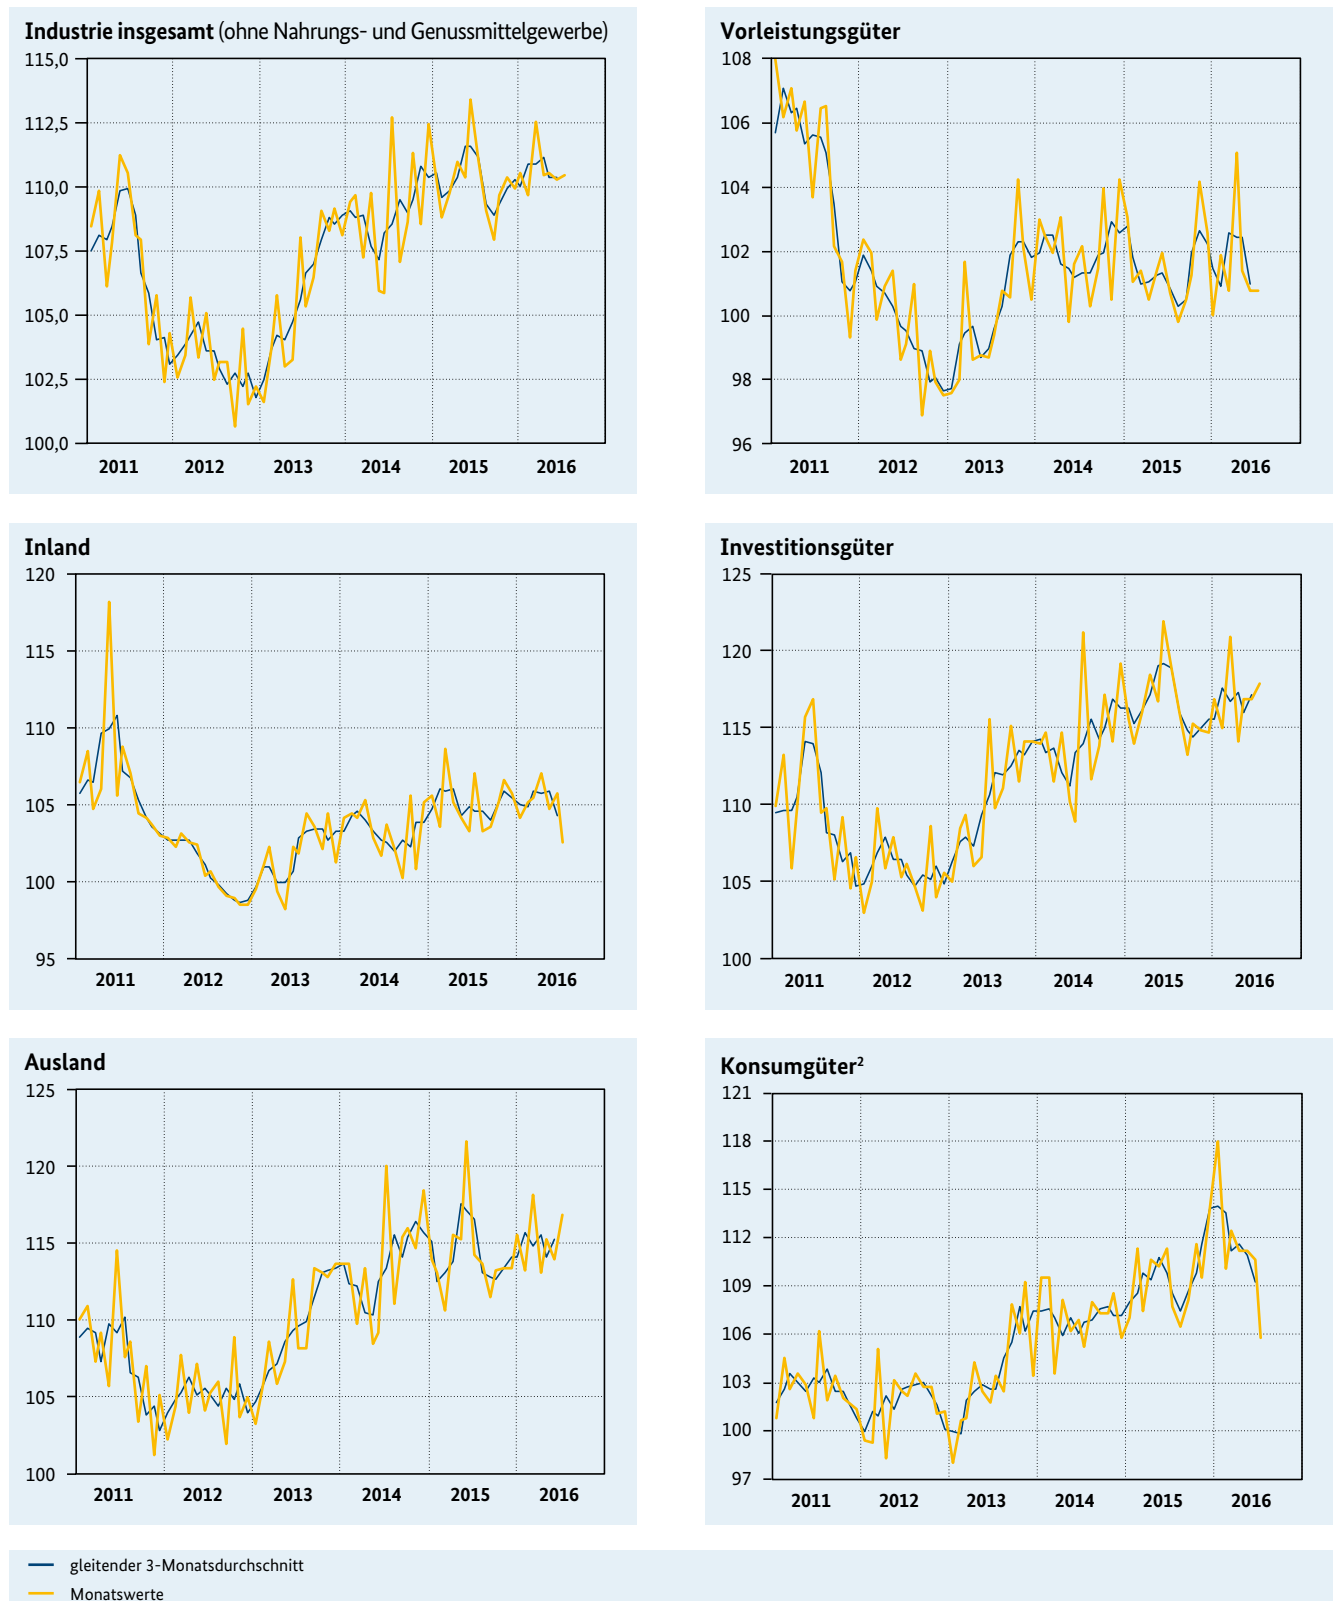 Industrie insgesamt (ohne Nahrungs- und Genussmittelgewerbe)
115,0
112,5
110,0
107,5
105,0
102,5
100,0
2011 2012 2013 2014 2015 2016
Vorleistungsgüter
108
106
104
102
100
98
96
2011 2012 2013 2014 2015 2016
Inland
120
115
110
105
100
95
2011 2012 2013 2014 2015 2016
Investitionsgüter
125
120
115
110
105
100
2011 2012 2013 2014 2015 2016
Ausland
125
120
115
110
105
100
2011 2012 2013 2014 2015 2016
Konsumgüter²
121
118
115
112
109
106
103
100
97
2011 2012 2013 2014 2015 2016
gleitender 3-Monatsdurchschnitt
Monatswerte